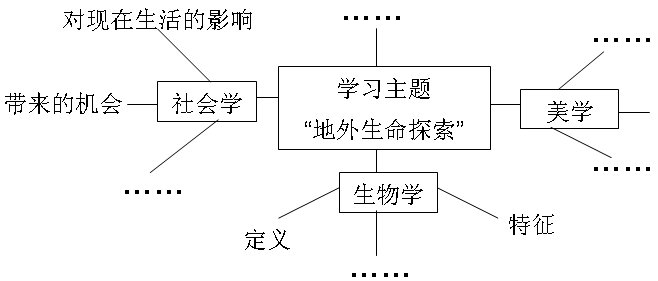 ……
对现在生活的影响
……
带来的机会
社会学
学习主题
“地外生命探索”
美学
……
……
生物学
定义
特征
……